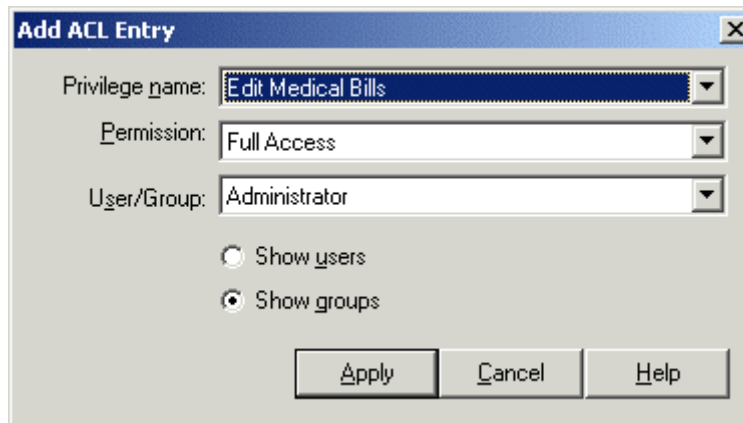 Add ACL Entry
Privilege name: Edit Medical Bills
Permission: Full Access
User/Group: Administrator
Show users
Show groups
Apply Cancel Help